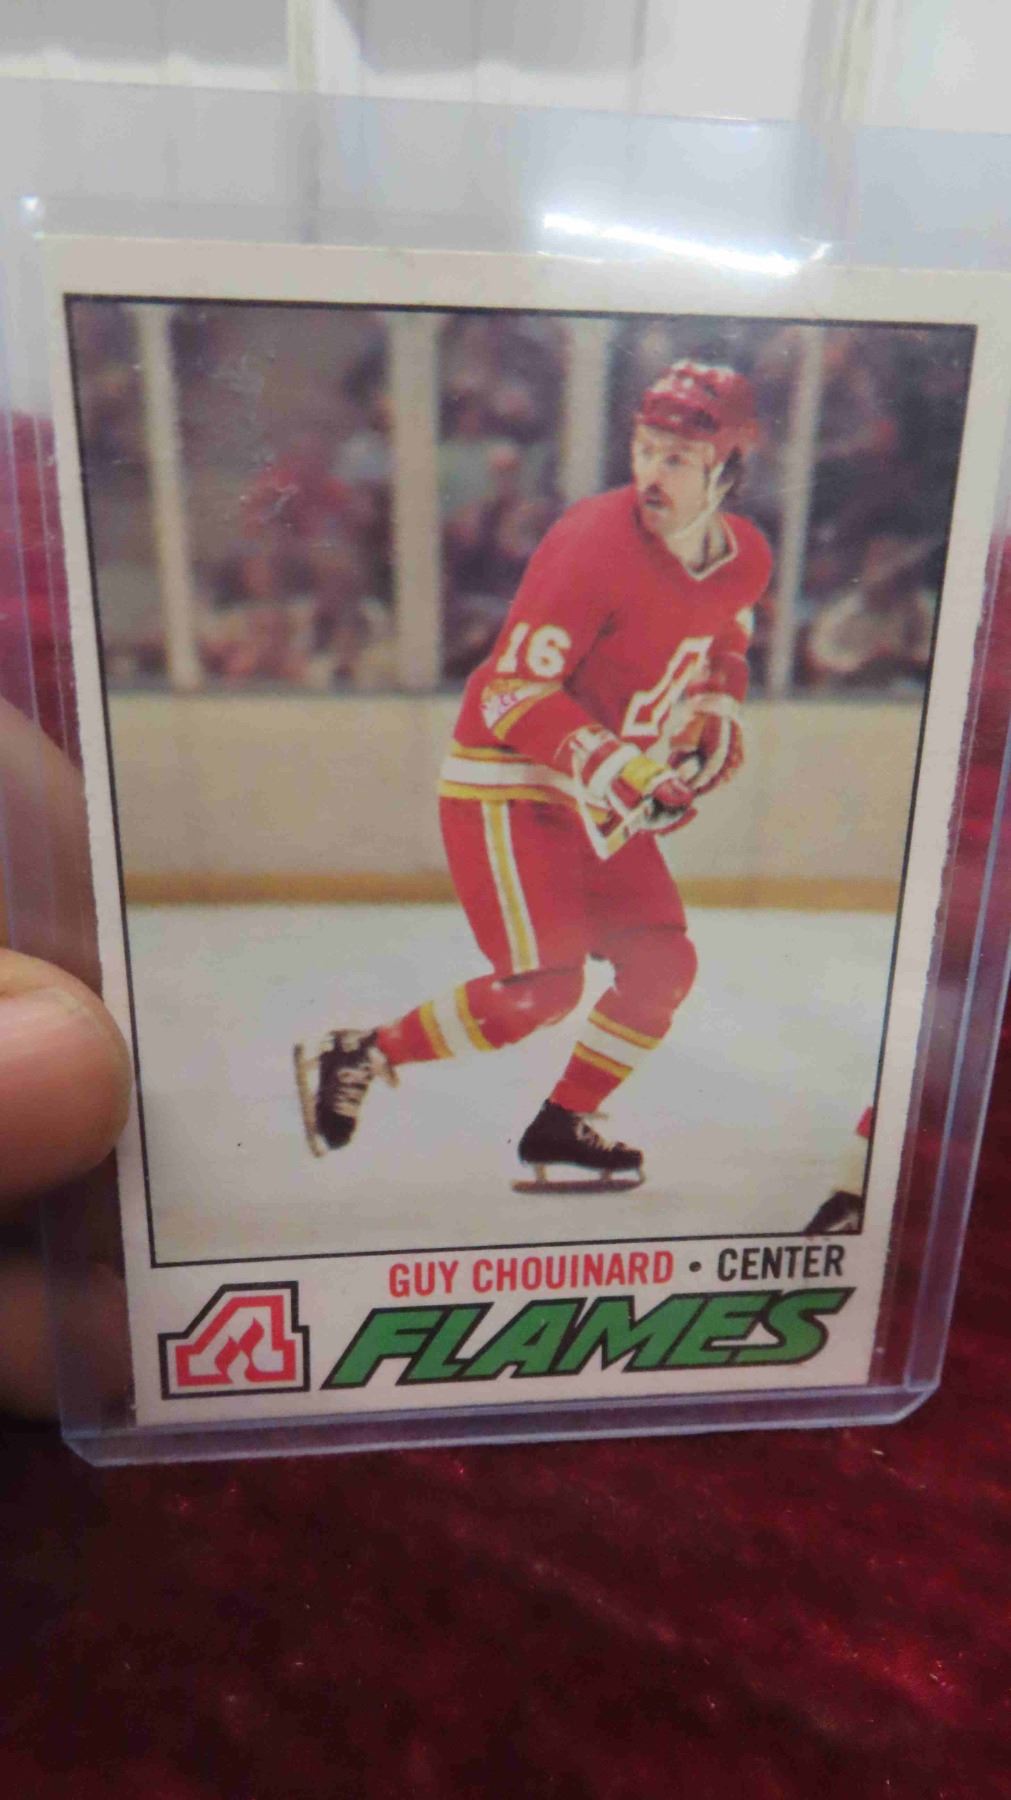 16
GUY CHOUINARD • CENTER
FLAMES